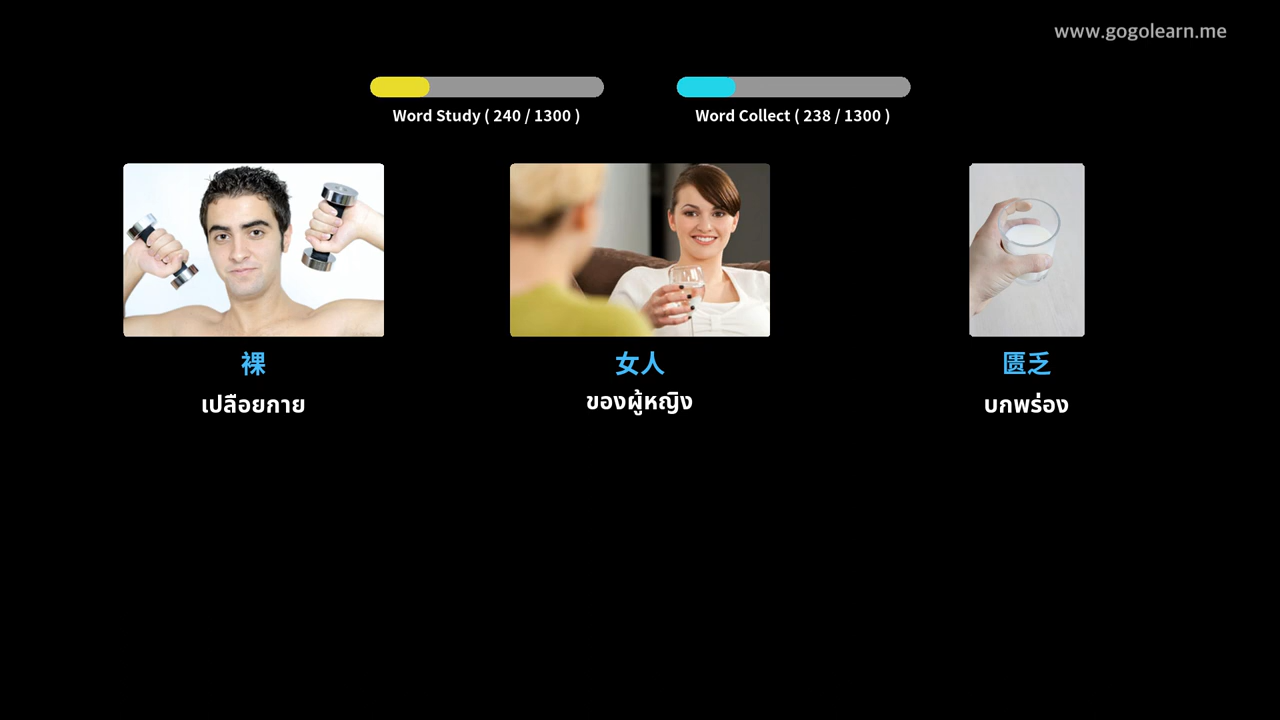 www.gogolearn.me
Word Study ( 240 / 1300 )
Word Collect ( 238 / 1300 )
裸
เปลือยกาย
女人
ของผู้หญิง
匮乏
บกพร่อง